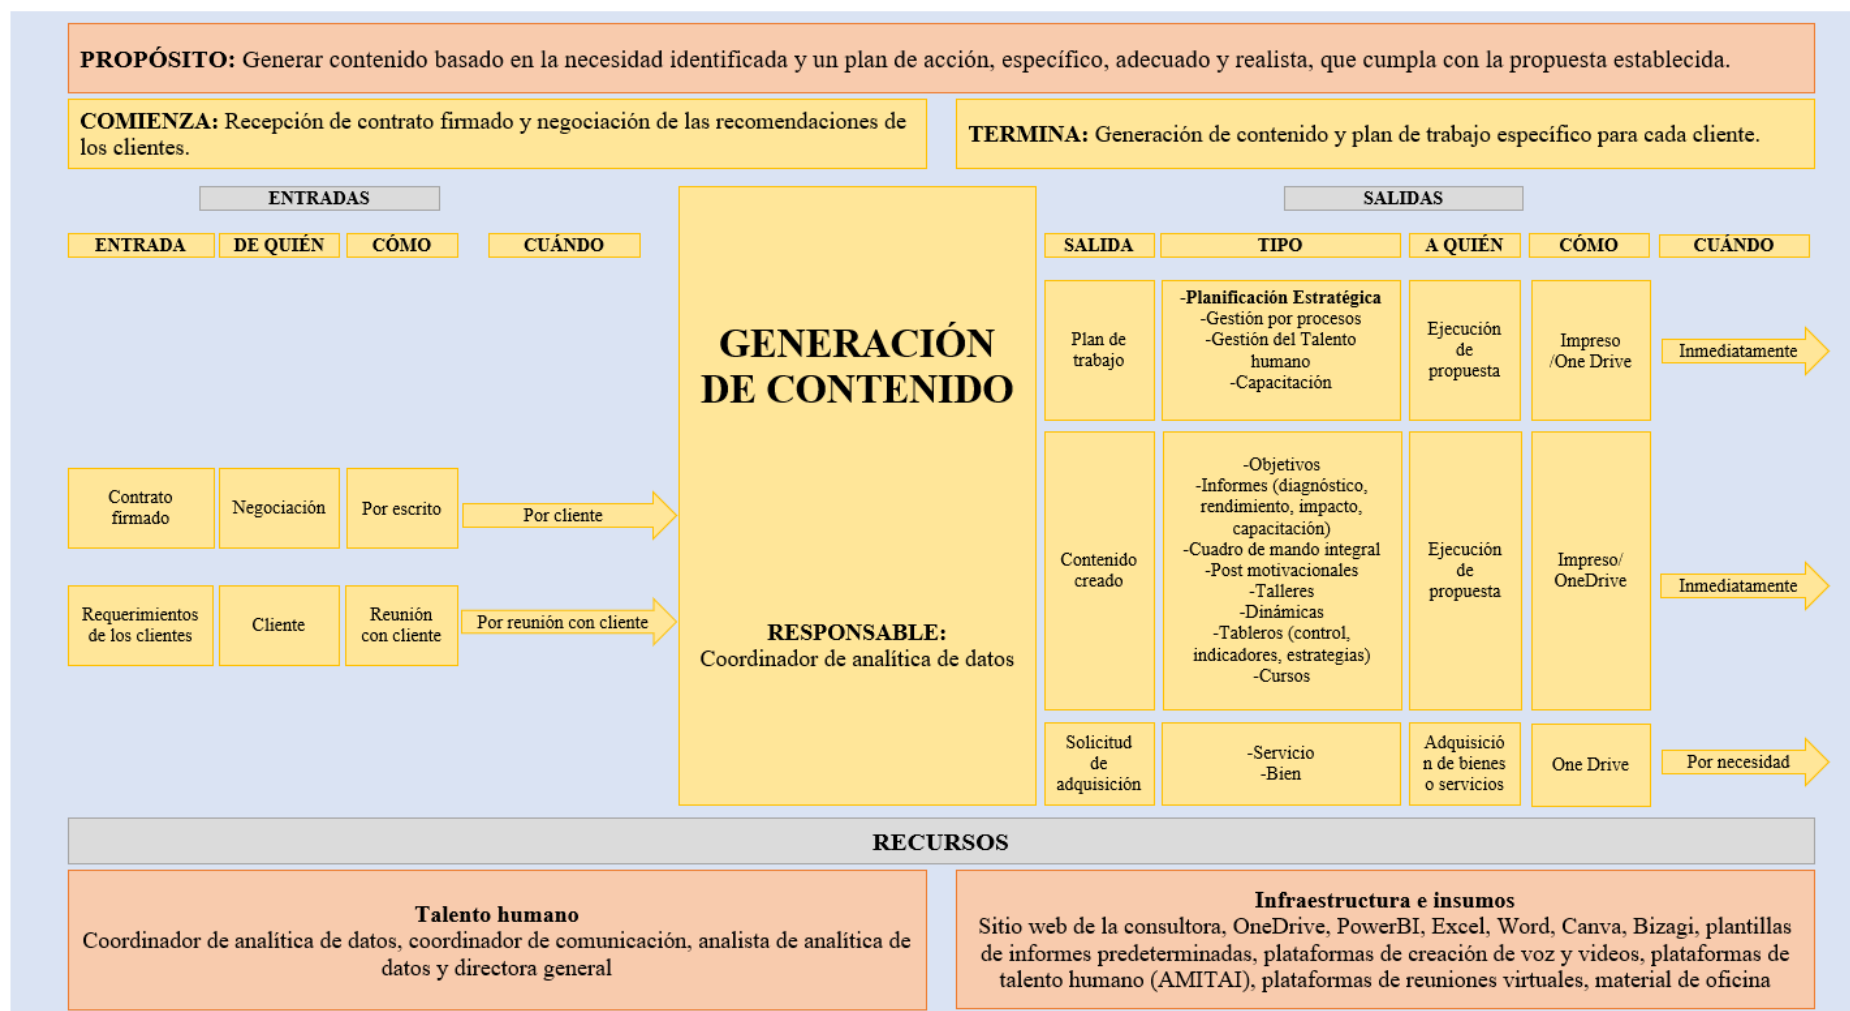 PROPÓSITO: Generar contenido basado en la necesidad identificada y un plan de acción, específico, adecuado y realista, que cumpla con la propuesta establecida.
COMIENZA: Recepción de contrato firmado y negociación de las recomendaciones de
los clientes.
TERMINA: Generación de contenido y plan de trabajo específico para cada cliente.
ENTRADAS
ENTRADA
DE QUIÉN
CÓMO
CUÁNDO
Contrato
firmado
Negociación
Por escrito
Por cliente
Requerimientos
de los clientes
Cliente
Reunión
con cliente
Por reunión con cliente
GENERACIÓN
DE CONTENIDO
RESPONSABLE:
Coordinador de analítica de datos
SALIDAS
SALIDA
TIPO
A QUIÉN
CÓMO
CUÁNDO
Plan de
trabajo
-Planificación Estratégica
-Gestión por procesos
-Gestión del Talento
humano
-Capacitación
Ejecución
de
propuesta
Impreso
/One Drive
Inmediatamente
Contenido
creado
-Objetivos
-Informes (diagnóstico,
rendimiento, impacto,
capacitación)
-Cuadro de mando integral
-Post motivacionales
-Talleres
-Dinámicas
-Tableros (control,
indicadores, estrategias)
-Cursos
Ejecución
de
propuesta
Impreso/
OneDrive
Inmediatamente
Solicitud
de
adquisición
-Servicio
-Bien
Adquisició
n de bienes
o servicios
One Drive
Por necesidad
RECURSOS
Talento humano
Coordinador de analítica de datos, coordinador de comunicación, analista de analítica de
datos y directora general
Infraestructura e insumos
Sitio web de la consultora, OneDrive, PowerBI, Excel, Word, Canva, Bizagi, plantillas
de informes predeterminadas, plataformas de creación de voz y videos, plataformas de
talento humano (AMITAI), plataformas de reuniones virtuales, material de oficina